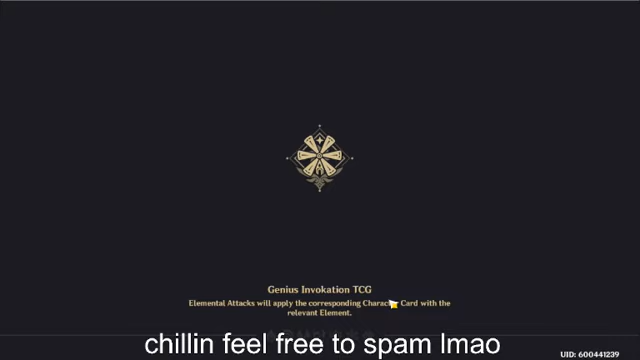 Genius Invokation TCG
Elemental Attacks will apply the corresponding Character Card with the
relevant Element.
chillin feel free to spam lmao
UID: 600441239